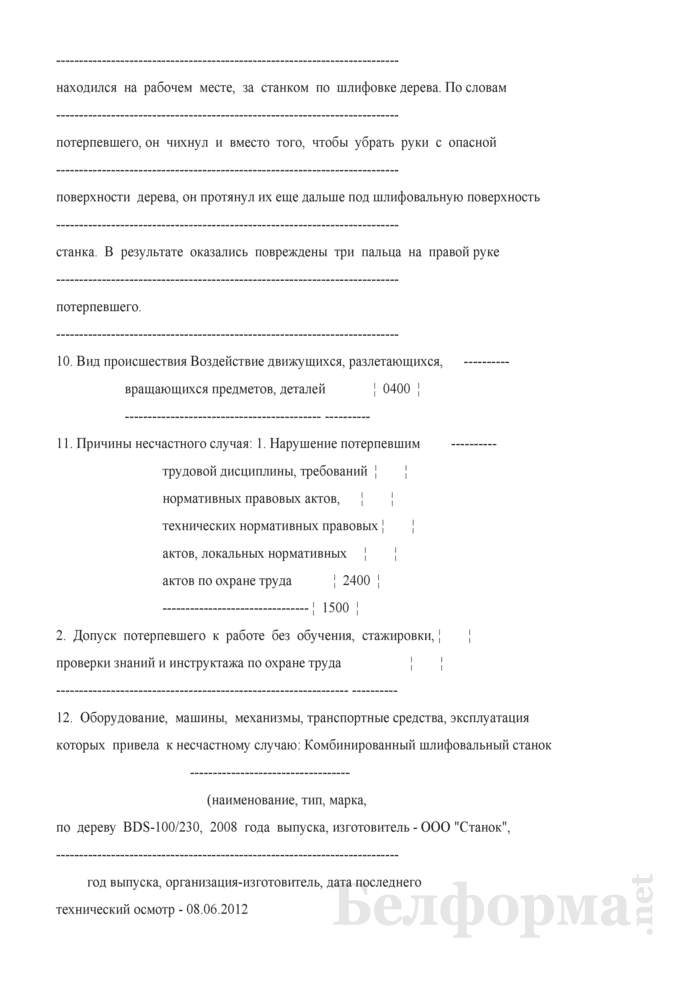 ---------------------------------------------------------------------------
находился на рабочем месте, за станком по шлифовке дерева. По словам
---------------------------------------------------------------------------
потерпевшего, он чихнул и вместо того, чтобы убрать руки с опасной
---------------------------------------------------------------------------
поверхности дерева, он протянул их еще дальше под шлифовальную поверхность
---------------------------------------------------------------------------
станка. В результате оказались повреждены три пальца на правой руке
---------------------------------------------------------------------------
потерпевшего.
---------------------------------------------------------------------------
10. Вид происшествия Воздействие движущихся, разлетающихся, ----------
вращающихся предметов, деталей ¦ 0400 ¦
------------------------------------------- ----------
11. Причины несчастного случая: 1. Нарушение потерпевшим ----------
трудовой дисциплины, требований ¦ ¦
нормативных правовых актов, ¦ ¦
технических нормативных правовых ¦ ¦
актов, локальных нормативных ¦ ¦
актов по охране труда ¦ 2400 ¦
-------------------------------- ¦ 1500 ¦
2. Допуск потерпевшего к работе без обучения, стажировки, ¦ ¦
проверки знаний и инструктажа по охране труда ¦ ¦
---------------------------------------------------------------- ----------
12. Оборудование, машины, механизмы, транспортные средства, эксплуатация
которых привела к несчастному случаю: Комбинированный шлифовальный станок
-----------------------------------
(наименование, тип, марка,
по дереву BDS-100/230, 2008 года выпуска, изготовитель - ООО "Станок",
---------------------------------------------------------------------------
год выпуска, организация-изготовитель, дата последнего
технический осмотр - 08.06.2012
Белформа.net